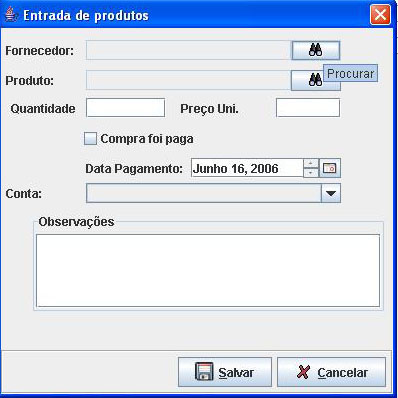 Entrada de produtos
Fornecedor:
Procurar
Produto:
Quantidade Preço Uni.
Compra foi paga
Data Pagamento: Junho 16, 2006
Conta:
Observações
Salvar Cancelar